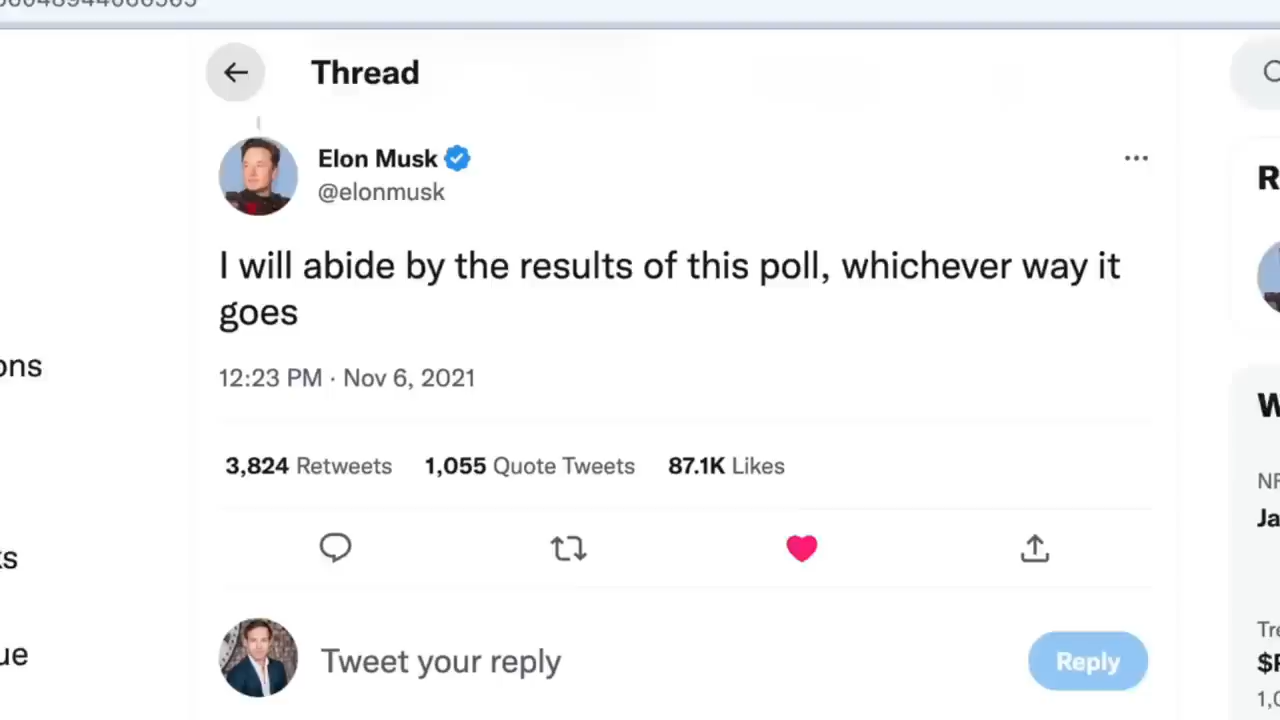 Thread
Elon Musk
@elonmusk
I will abide by the results of this poll, whichever way it
goes
12:23 PM · Nov 6, 2021
3,824 Retweets 1,055 Quote Tweets 87.1K Likes
Tweet your reply
Reply